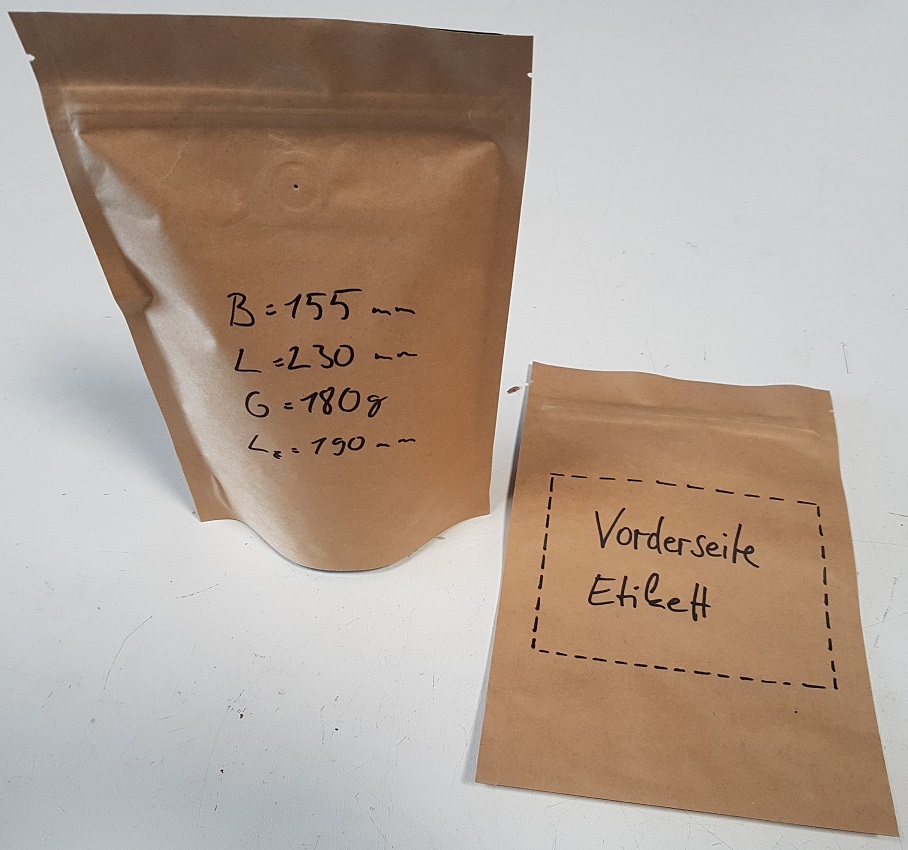 B = 155 mm
L = 230 mm
G = 180g
Lz = 190 mm
Vorderseite
Etikett